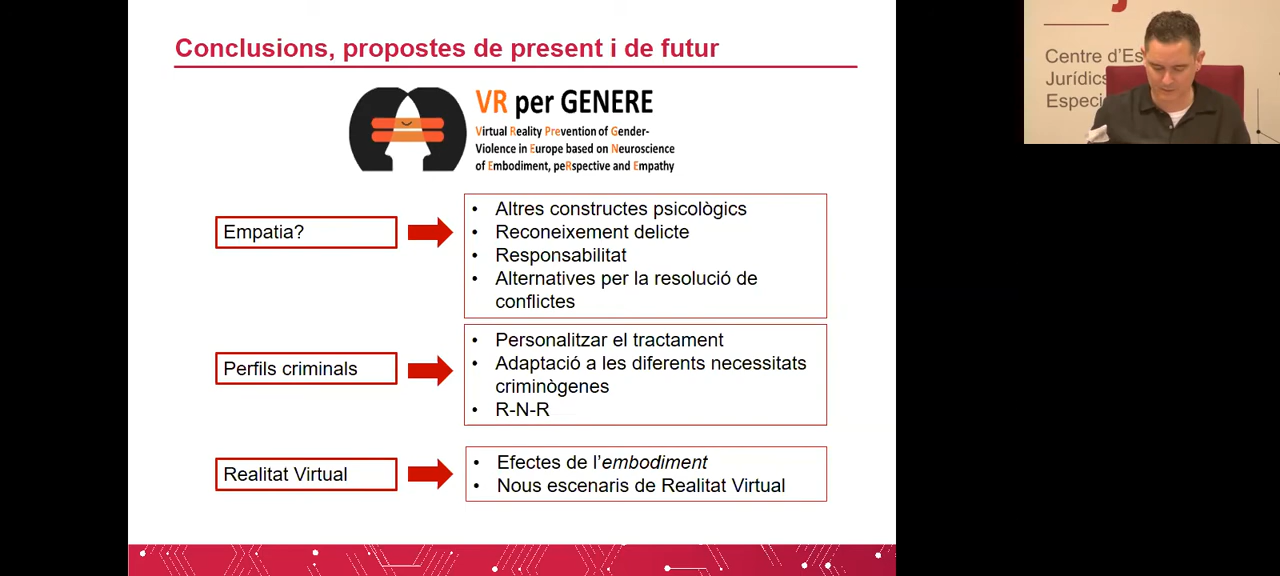 Conclusions, propostes de present i de futur
VR per GENERE
Virtual Reality Prevention of Gender-
Violence in Europe based on Neuroscience
of Embodiment, peRspective and Empathy
Empatia?
• Altres constructes psicològics
• Reconeixement delicte
• Responsabilitat
• Alternatives per la resolució de
conflictes
Perfils criminals
• Personalitzar el tractament
• Adaptació a les diferents necessitats
criminògenes
• R-N-R
Realitat Virtual
• Efectes de l’embodiment
• Nous escenaris de Realitat Virtual
Centre d’Es
Jurídics
Especi